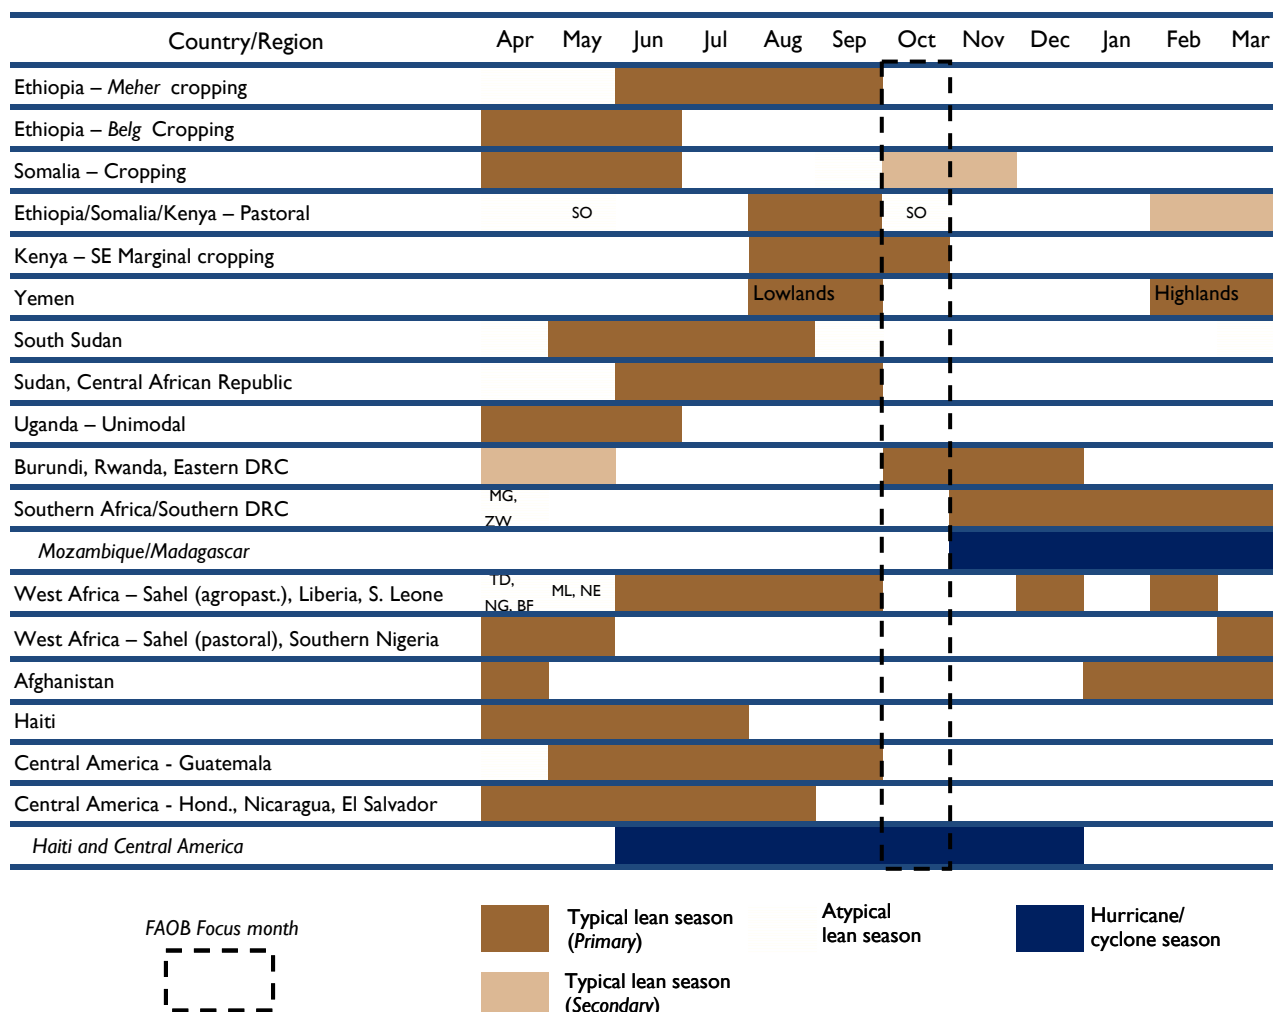 Country/Region Apr May Jun Jul Aug Sep Oct Nov Dec Jan Feb Mar
Ethiopia – Meher cropping
Ethiopia – Belg Cropping
Somalia – Cropping
Ethiopia/Somalia/Kenya – Pastoral SO SO
Kenya – SE Marginal cropping
Yemen Lowlands Highlands
South Sudan
Sudan, Central African Republic
Uganda – Unimodal
Burundi, Rwanda, Eastern DRC
Southern Africa/Southern DRC MG,
ZW
Mozambique/Madagascar
West Africa – Sahel (agropast.), Liberia, S. Leone TD, ML, NE
NG, BF
West Africa – Sahel (pastoral), Southern Nigeria
Afghanistan
Haiti
Central America - Guatemala
Central America - Hond., Nicaragua, El Salvador
Haiti and Central America
FAOB Focus month
Typical lean season
(Primary)
Atypical
lean season
Hurricane/
cyclone season
Typical lean season
(Secondary)